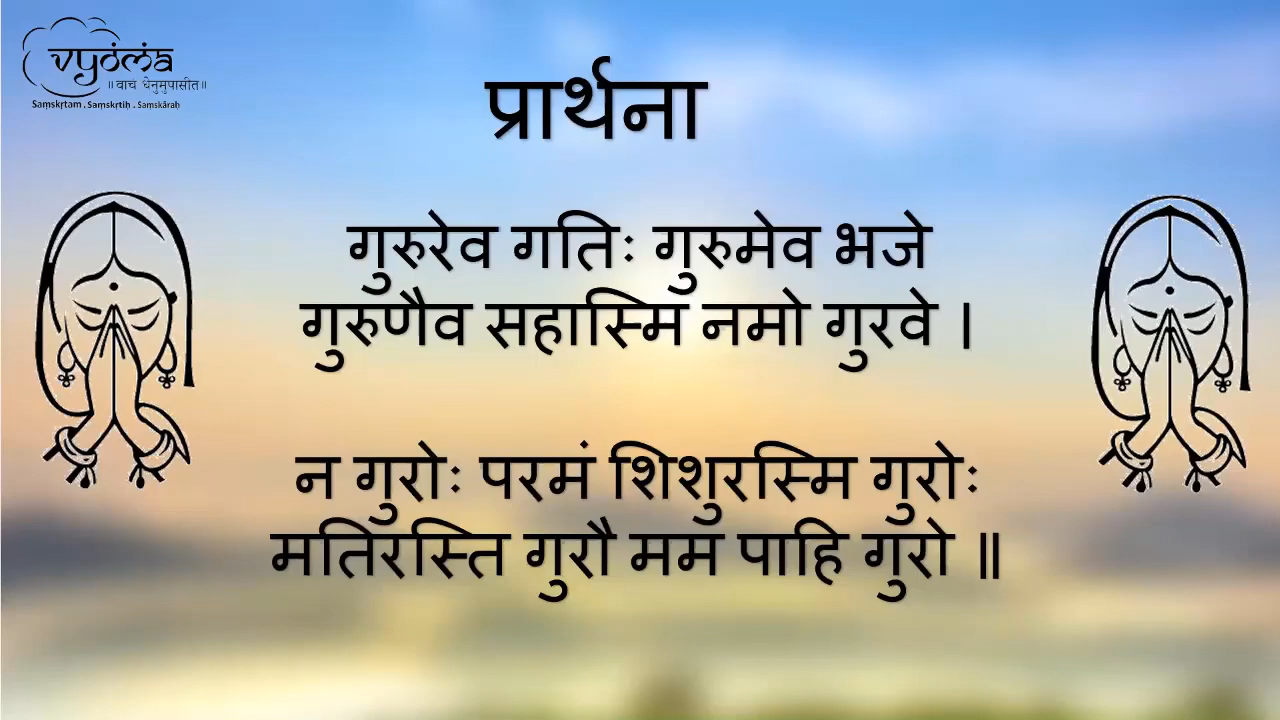 vyoma
॥ वाचं धेनुमुपासीत॥
Saṃskṛtam . Saṃskṛtiḥ . Saṃskāraḥ
प्रार्थना
गुरुरेव गतिः गुरुमेव भजे
गुरुणैव सहास्मि नमो गुरवे ।
न गुरोः परमं शिशुरस्मि गुरोः
मतिरस्ति गुरौ मम पाहि गुरो ॥